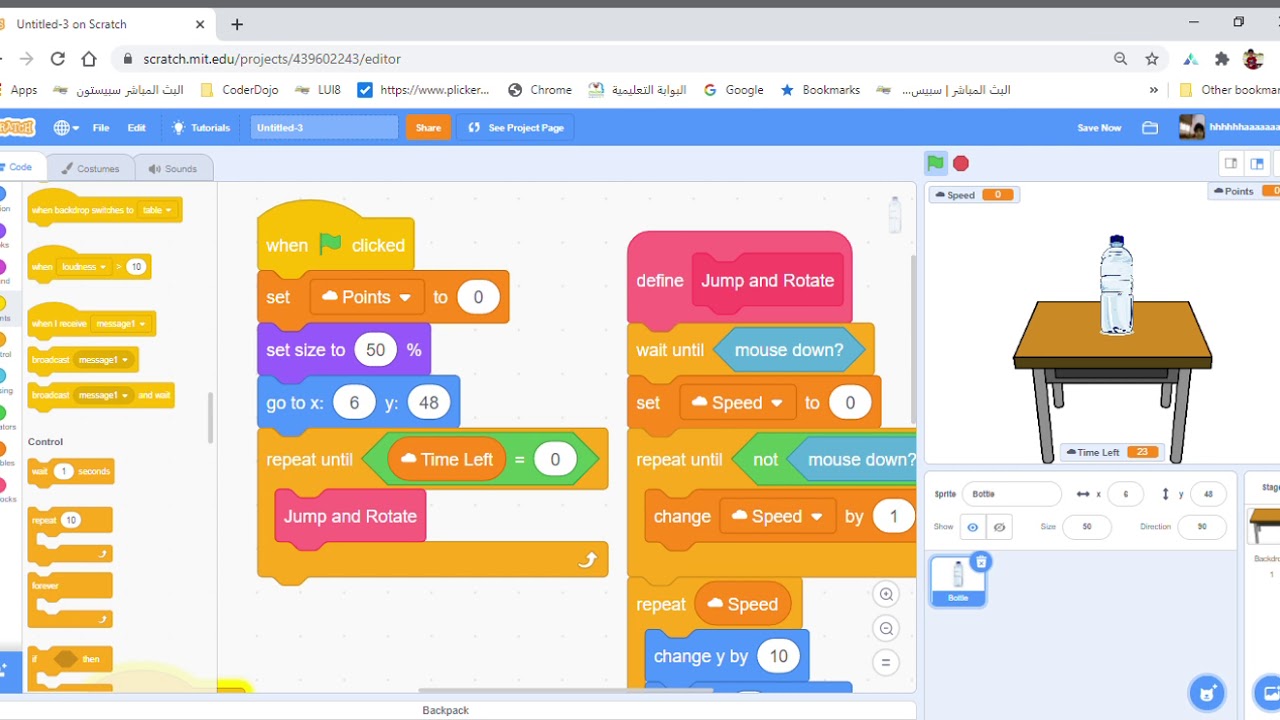 Untitled-3 on Scratch
scratch.mit.edu/projects/439602243/editor
Apps
البث المباشر سبيستون
CoderDojo
LUI8
https://www.plicker...
Chrome
البوابة التعليمية
Google
Bookmarks
البث المباشر | سبيس...
»
Other bookmar
SCRATCH
File
Edit
Tutorials
Untitled-3
Share
See Project Page
Save Now
hhhhhhaaaaaaa
Code
Costumes
Sounds
when backdrop switches to table
when loudness > 10
when I receive message1
broadcast message1
broadcast message1 and wait
Control
wait 1 seconds
repeat 10
forever
if then
when clicked
set Points to 0
set size to 50 %
go to x: 6 y: 48
repeat until Time Left = 0
Jump and Rotate
define Jump and Rotate
wait until mouse down?
set Speed to 0
repeat until not mouse down?
change Speed by 1
repeat Speed
change y by 10
Speed 0
Points 0
Time Left 23
Sprite Bottle x 6 y 48
Show Size 50 Direction 90
Bottle
Stage
Backdro
1
Backpack